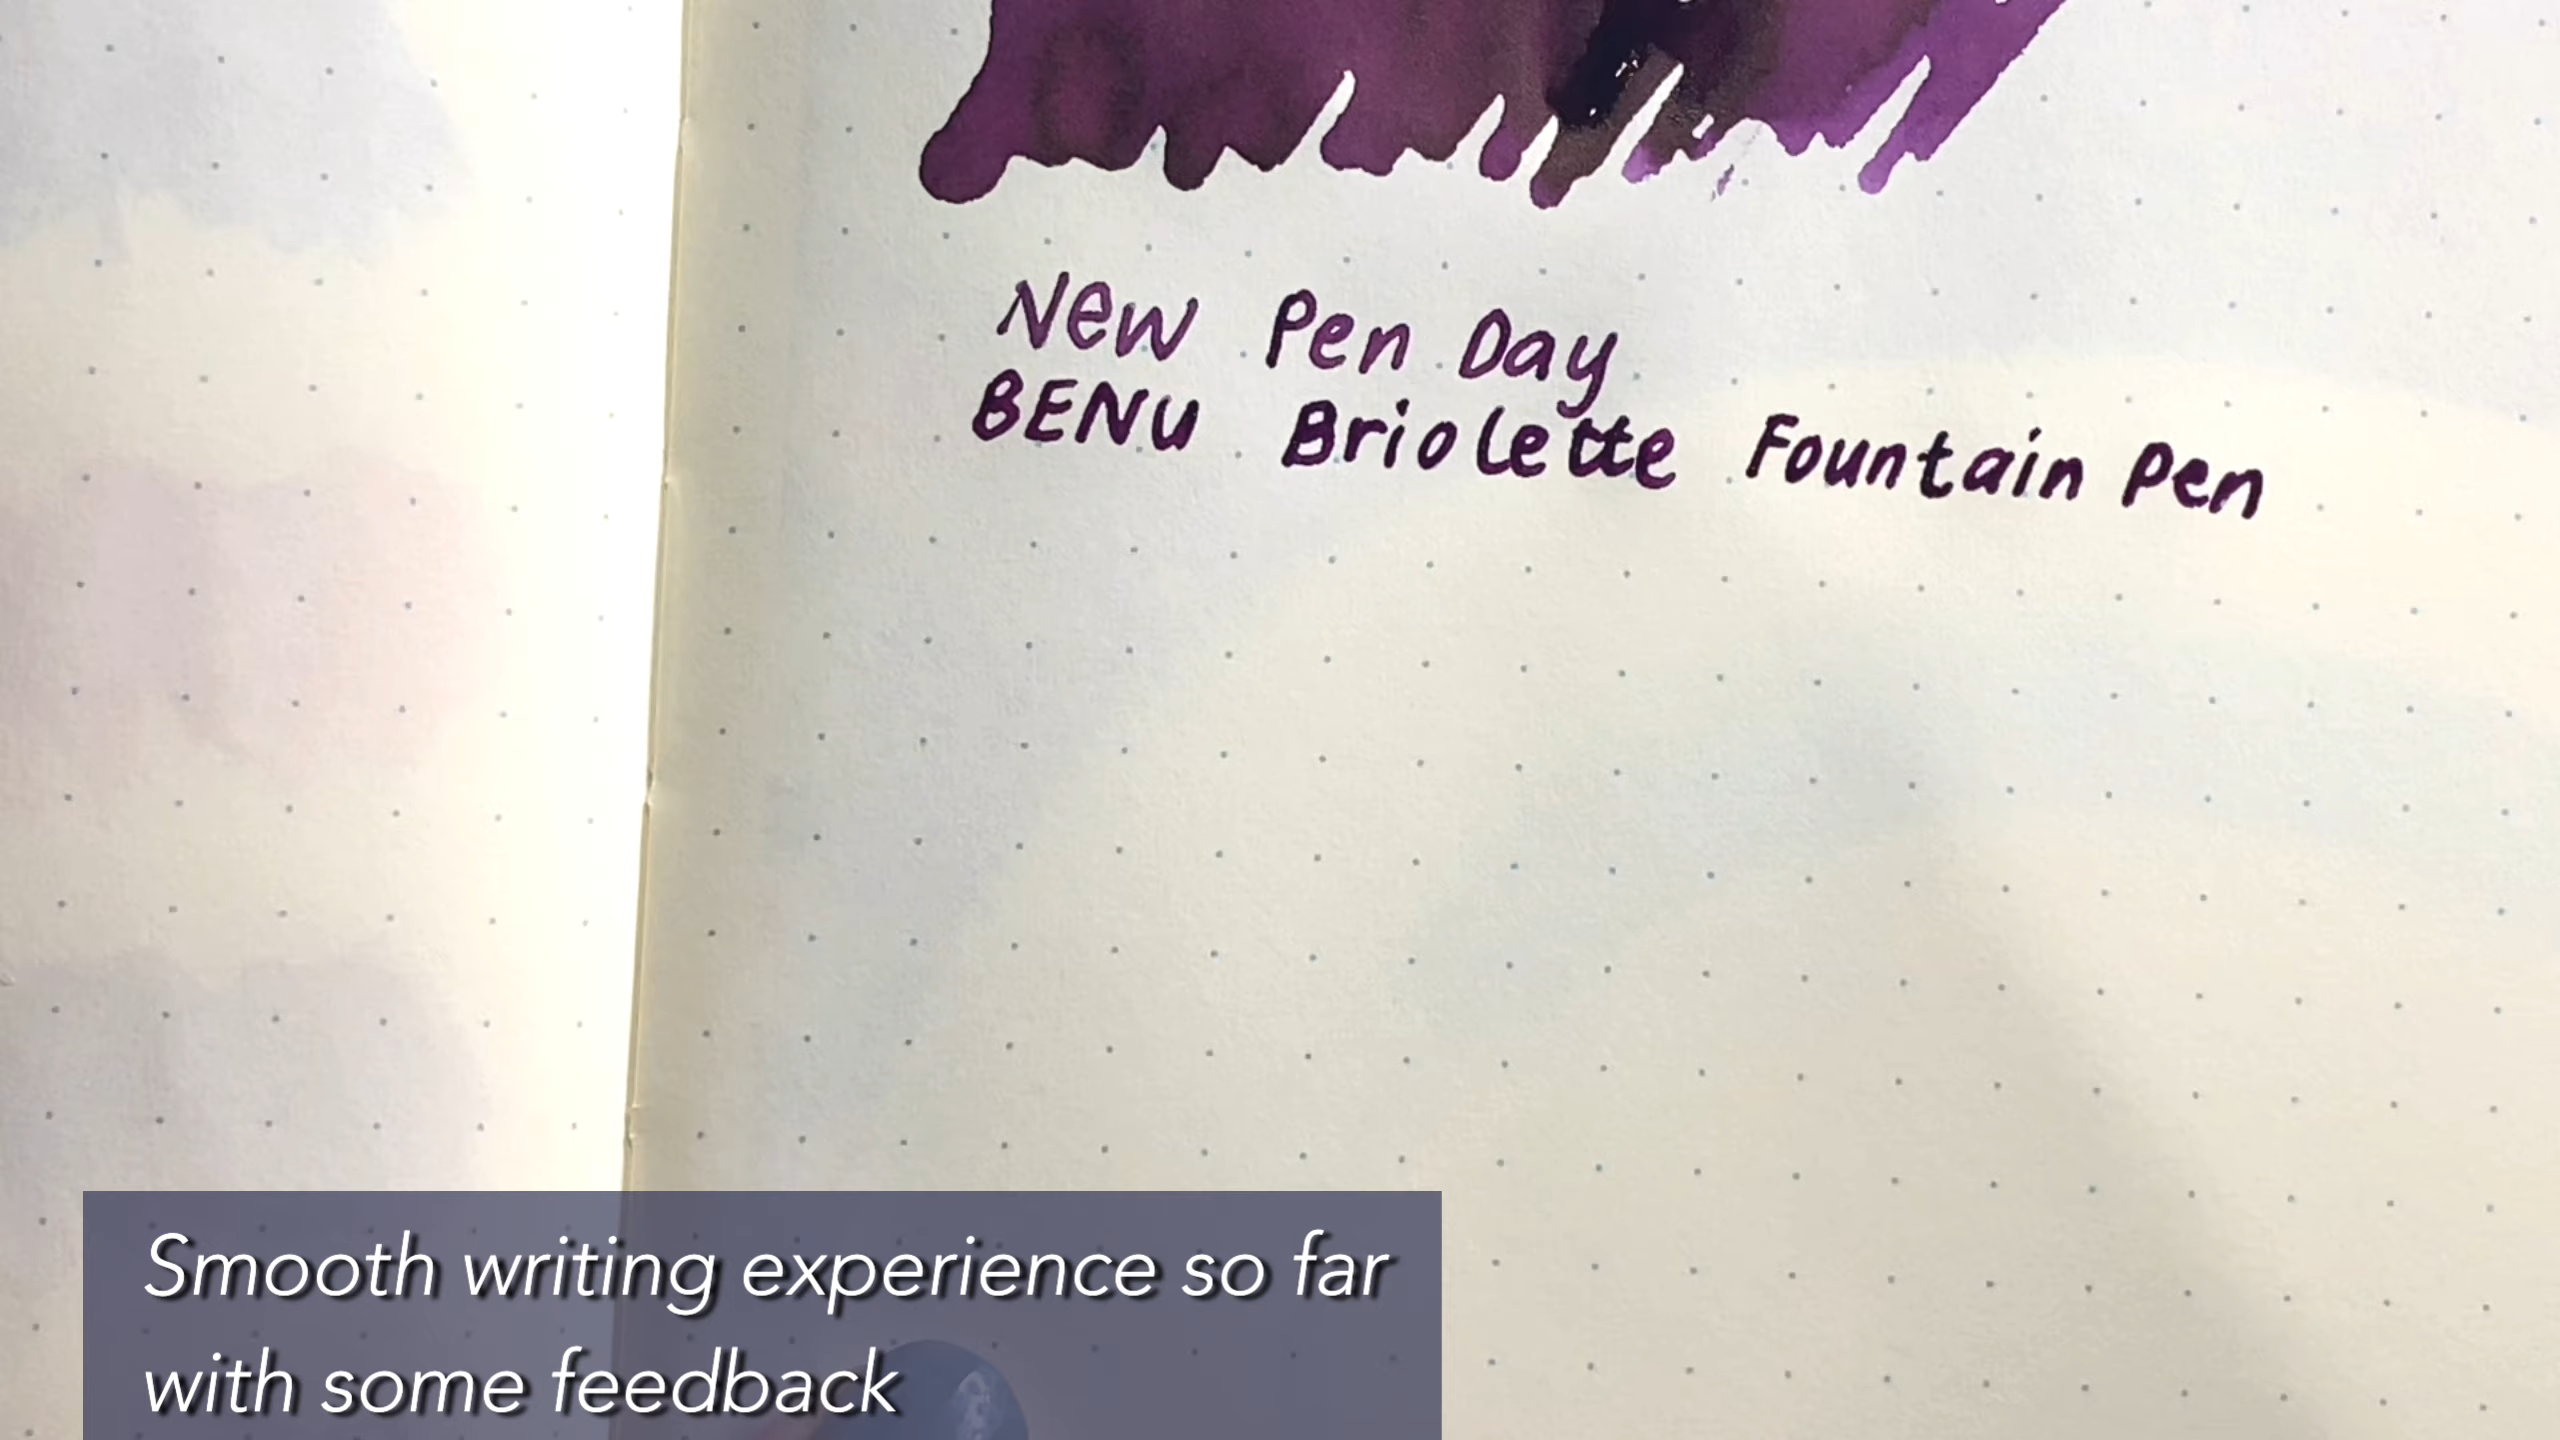 New Pen Day
BENU Briolette Fountain Pen
Smooth writing experience so far
with some feedback